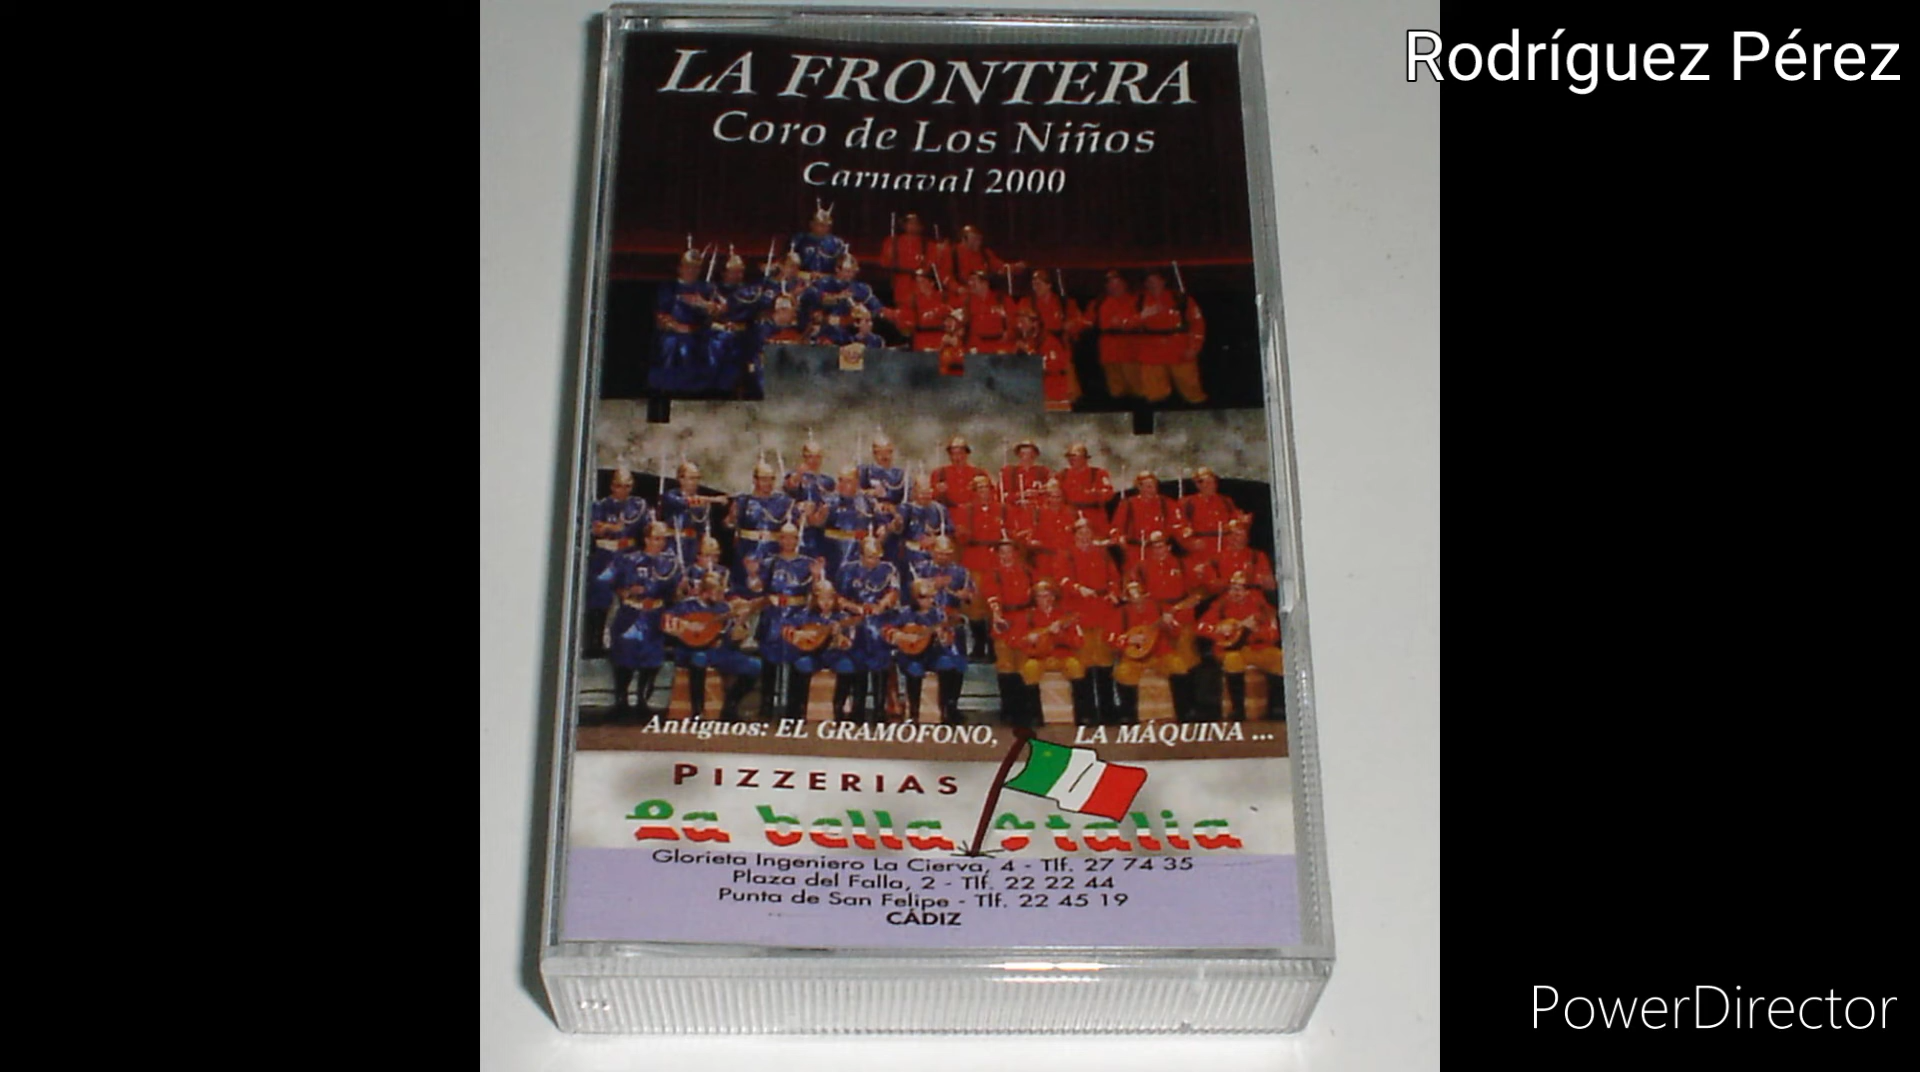 Rodríguez Pérez
LA FRONTERA
Coro de Los Niños
Carnaval 2000
Antiguos: EL GRAMÓFONO, LA MÁQUINA ...
PIZZERIAS
La bella Italia
Glorieta Ingeniero La Cierva, 4 - Tlf. 27 74 35
Plaza del Falla, 2 - Tlf. 22 22 44
Punta de San Felipe - Tlf. 22 45 19
CÁDIZ
PowerDirector